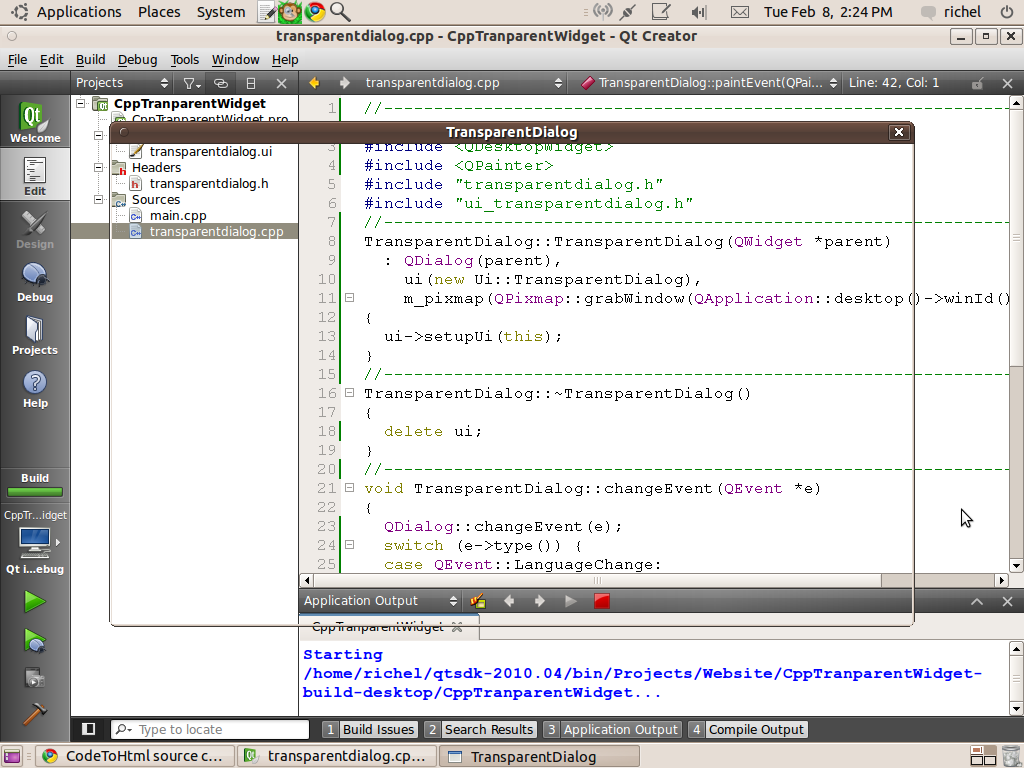 Applications Places System Tue Feb 8, 2:24 PM richel
transparentdialog.cpp - CppTranparentWidget - Qt Creator
File Edit Build Debug Tools Window Help
Projects transparentdialog.cpp TransparentDialog::paintEvent(QPai... Line: 42, Col: 1
Qt
Welcome
Edit
Design
Debug
Projects
Help
Build
CppTr...idget
Qt i...ebug
CppTranparentWidget
CppTranparentWidget.pro
transparentdialog.ui
Headers
transparentdialog.h
Sources
main.cpp
transparentdialog.cpp
TransparentDialog
1 //----------------------------------------------------------------
3 #include <QDesktopWidget>
4 #include <QPainter>
5 #include "transparentdialog.h"
6 #include "ui_transparentdialog.h"
7 //----------------------------------------------------------------
8 TransparentDialog::TransparentDialog(QWidget *parent)
9 : QDialog(parent),
10 ui(new Ui::TransparentDialog),
11 m_pixmap(QPixmap::grabWindow(QApplication::desktop()->winId()
12 {
13 ui->setupUi(this);
14 }
15 //----------------------------------------------------------------
16 TransparentDialog::~TransparentDialog()
17 {
18 delete ui;
19 }
20 //----------------------------------------------------------------
21 void TransparentDialog::changeEvent(QEvent *e)
22 {
23 QDialog::changeEvent(e);
24 switch (e->type()) {
25 case QEvent::LanguageChange:
Application Output
CppTranparentWidget
Starting
/home/richel/qtsdk-2010.04/bin/Projects/Website/CppTranparentWidget-
build-desktop/CppTranparentWidget...
Type to locate 1 Build Issues 2 Search Results 3 Application Output 4 Compile Output
CodeToHtml source c... transparentdialog.cp... TransparentDialog